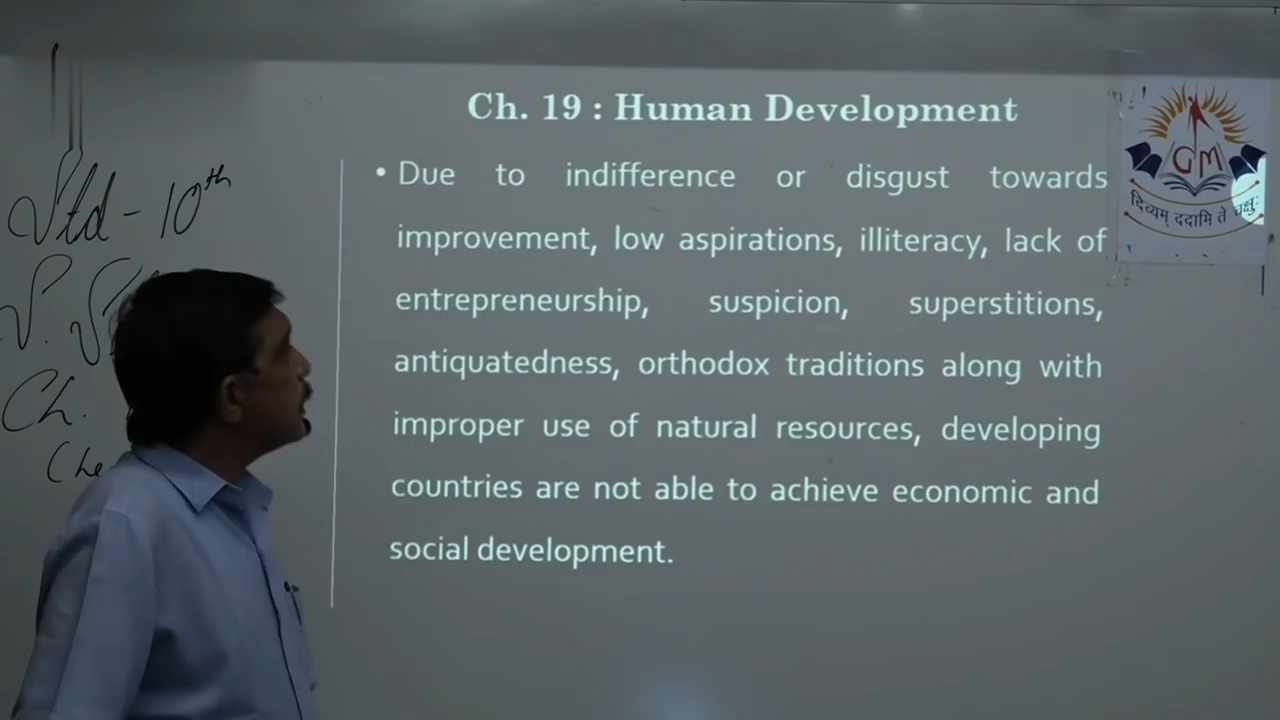 Ch. 19 : Human Development
• Due to indifference or disgust towards
improvement, low aspirations, illiteracy, lack of
entrepreneurship, suspicion, superstitions,
antiquatedness, orthodox traditions along with
improper use of natural resources, developing
countries are not able to achieve economic and
social development.
Std - 10th
S. S
Ch.
GM
दिव्यम् ददामि ते चक्षुः